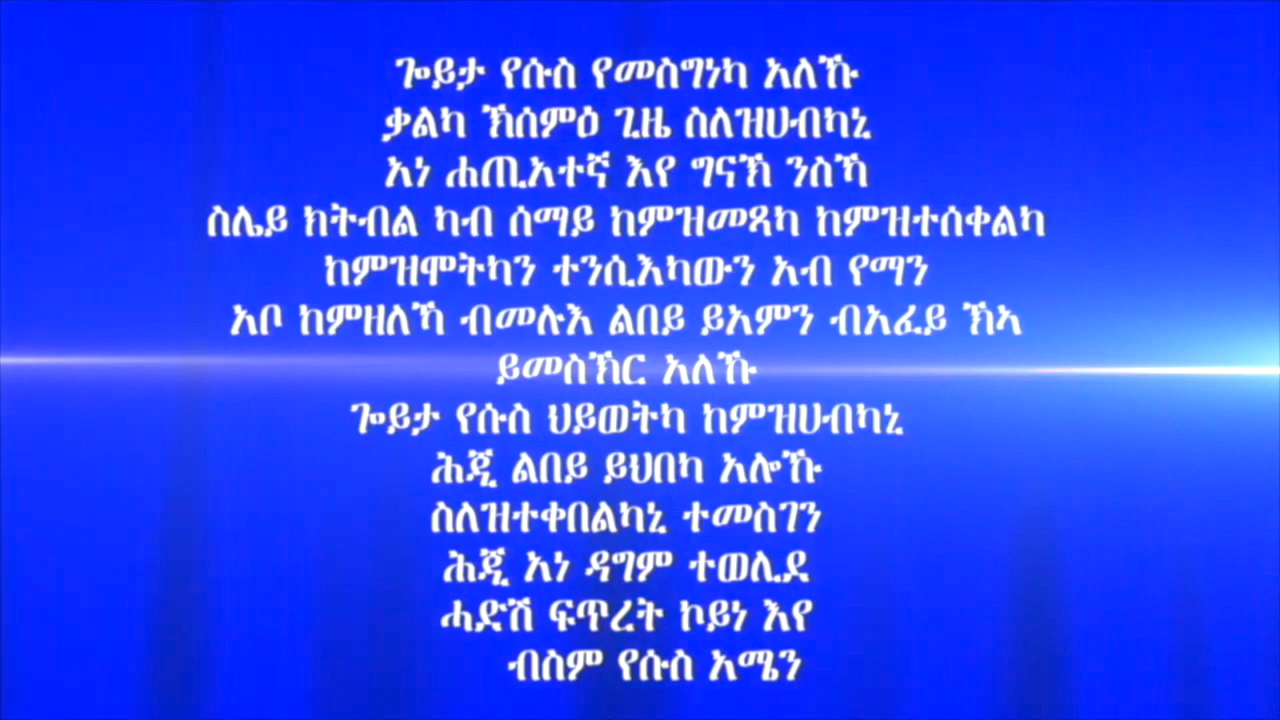 ጐይታ የሱስ የመስግነካ አለኹ
ቃልካ ኽሰምዕ ጊዜ ስለዝሀብካኒ
አነ ሐጢአተኛ እየ ግናኽ ንስኻ
ስሌይ ክትብል ካብ ሰማይ ከምዝመጻካ ከምዝተሰቀልካ
ከምዝሞትካን ተንሲእካውን አብ የማን
አቦ ከምዘለኻ ብመሉእ ልበይ ይአምን ብአፈይ ኽኣ
ይመስኽር አለኹ
ጐይታ የሱስ ህይወትካ ከምዝሀብካኒ
ሕጂ ልበይ ይህበካ አሎኹ
ስለዝተቀበልካኒ ተመስገን
ሕጂ አነ ዳግም ተወሊደ
ሓድሽ ፍጥረት ኮይነ እየ
ብስም የሱስ አሜን